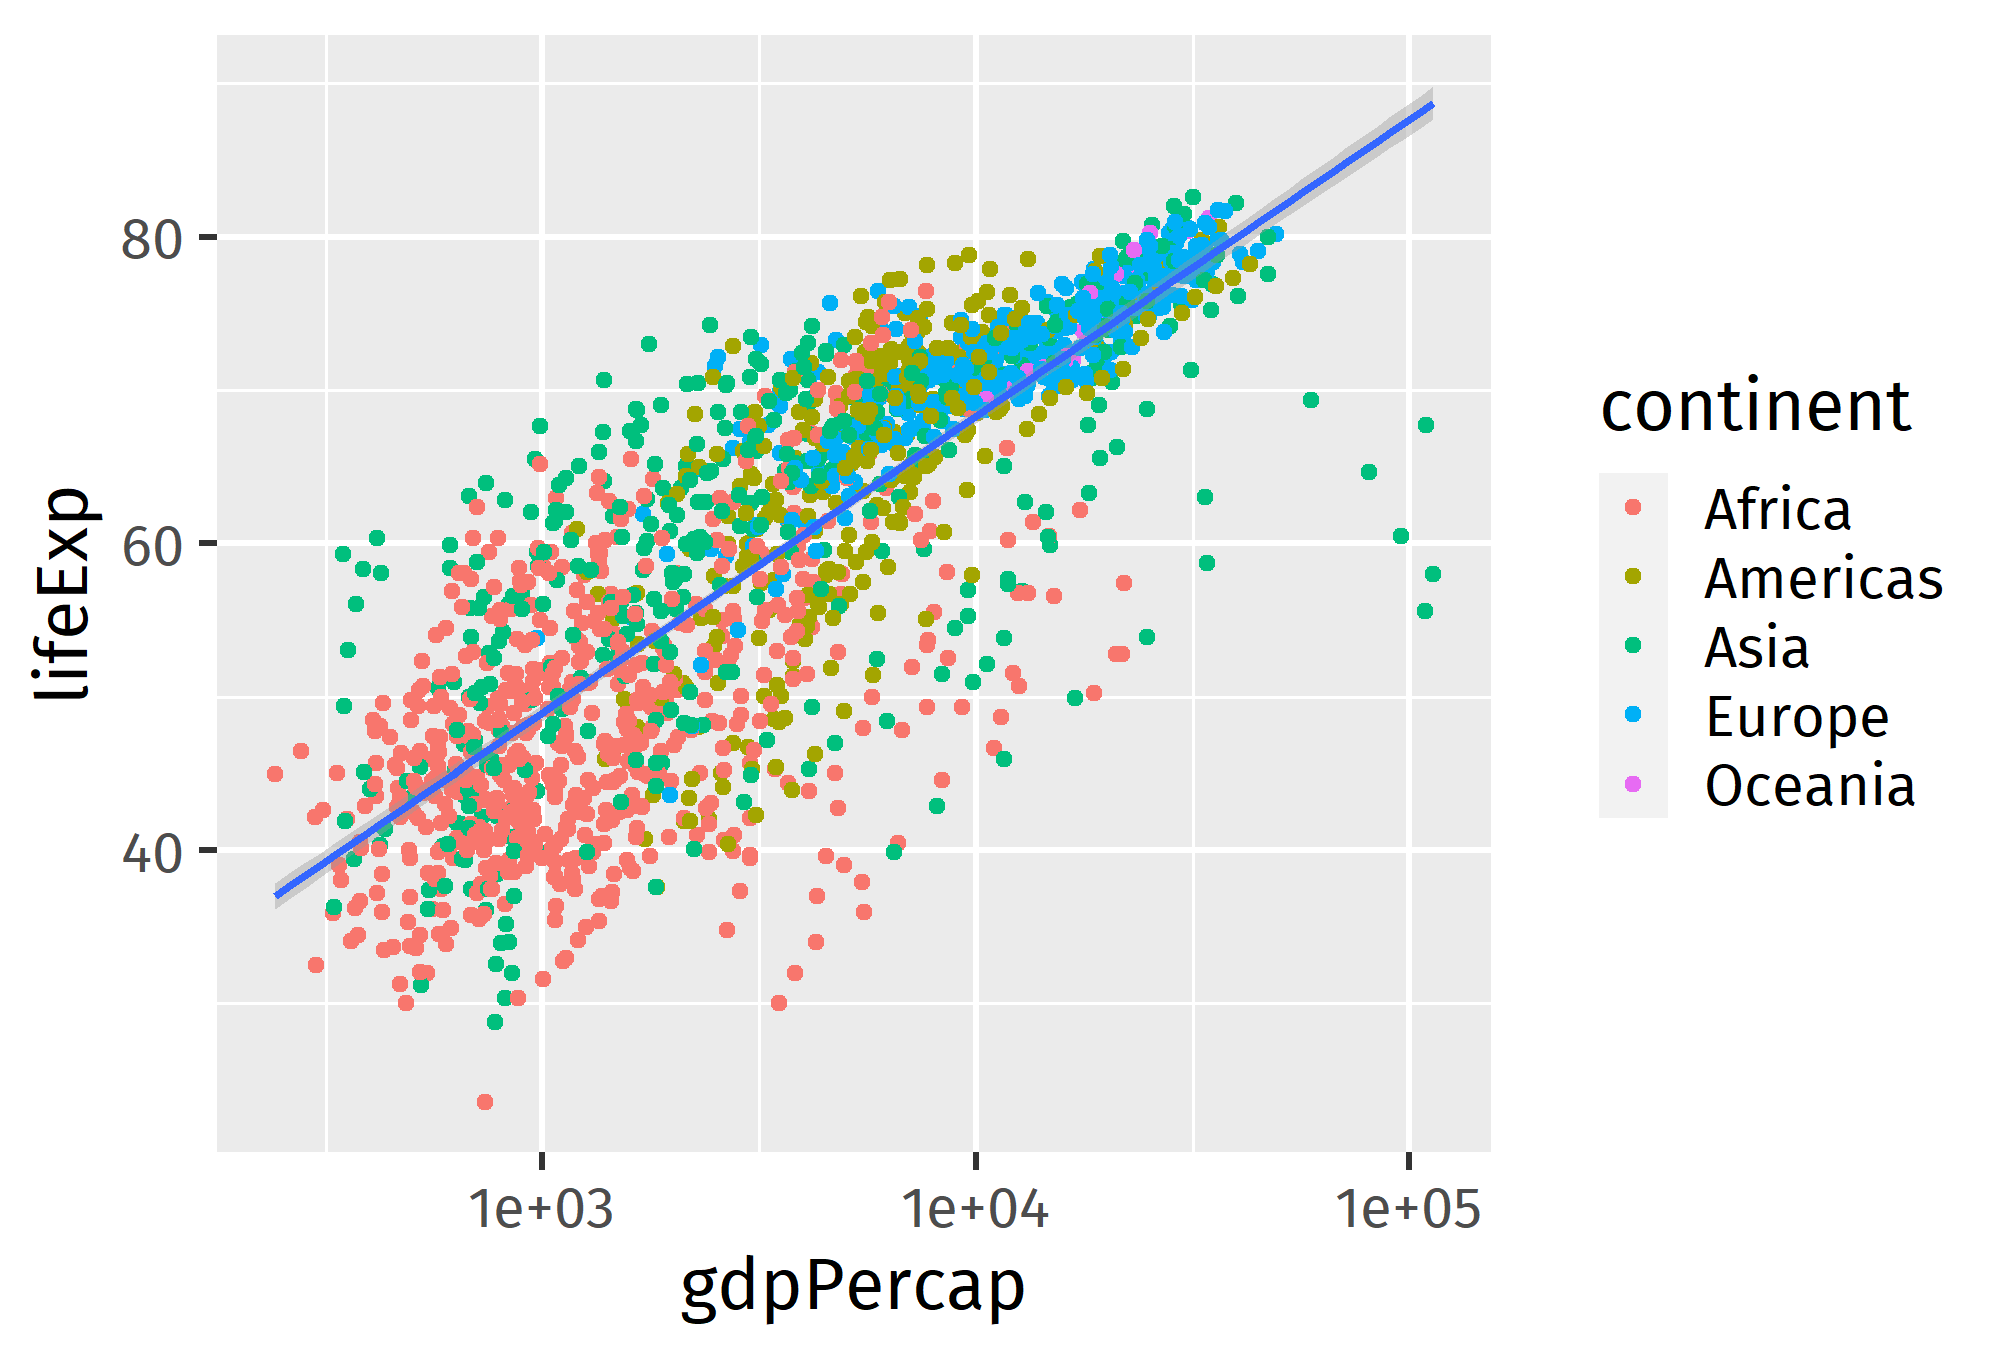 lifeExp
80
60
40
1e+03
1e+04
1e+05
gdpPercap
continent
Africa
Americas
Asia
Europe
Oceania